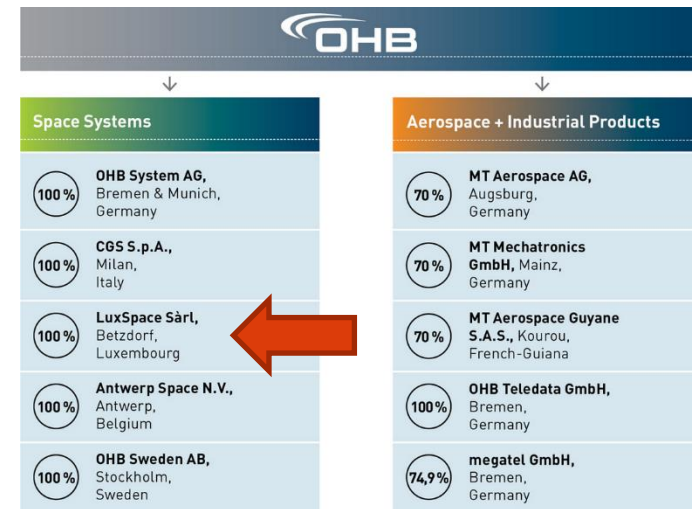 OHB
Space Systems
100 %
OHB System AG,
Bremen & Munich,
Germany
100 %
CGS S.p.A.,
Milan,
Italy
100 %
LuxSpace Sàrl,
Betzdorf,
Luxembourg
100 %
Antwerp Space N.V.,
Antwerp,
Belgium
100 %
OHB Sweden AB,
Stockholm,
Sweden
Aerospace + Industrial Products
70 %
MT Aerospace AG,
Augsburg,
Germany
70 %
MT Mechatronics
GmbH, Mainz,
Germany
70 %
MT Aerospace Guyane
S.A.S., Kourou,
French-Guiana
100 %
OHB Teledata GmbH,
Bremen,
Germany
74,9 %
megatel GmbH,
Bremen,
Germany